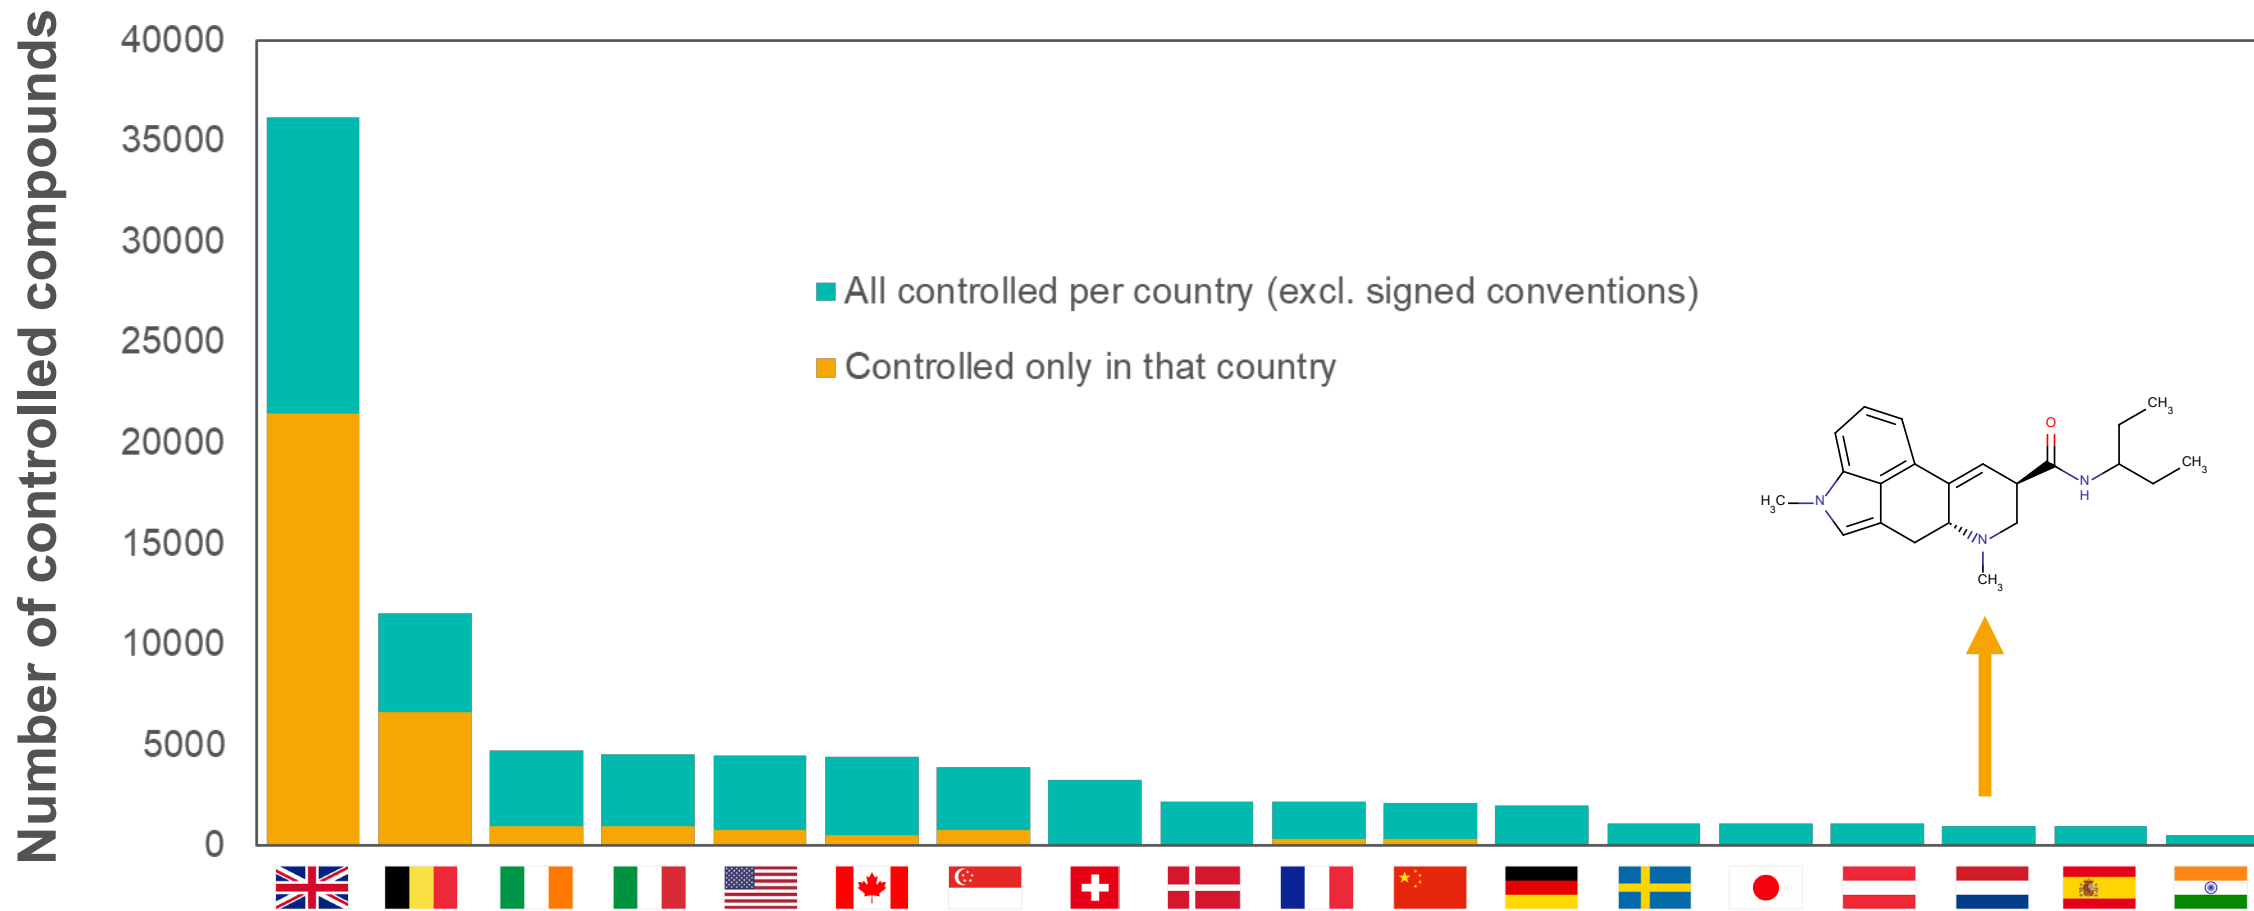 Number of controlled compounds
40000
35000
30000
25000
20000
15000
10000
5000
0
All controlled per country (excl. signed conventions)
Controlled only in that country
CH3
O
CH3
N
H
H3C
N
N
CH3